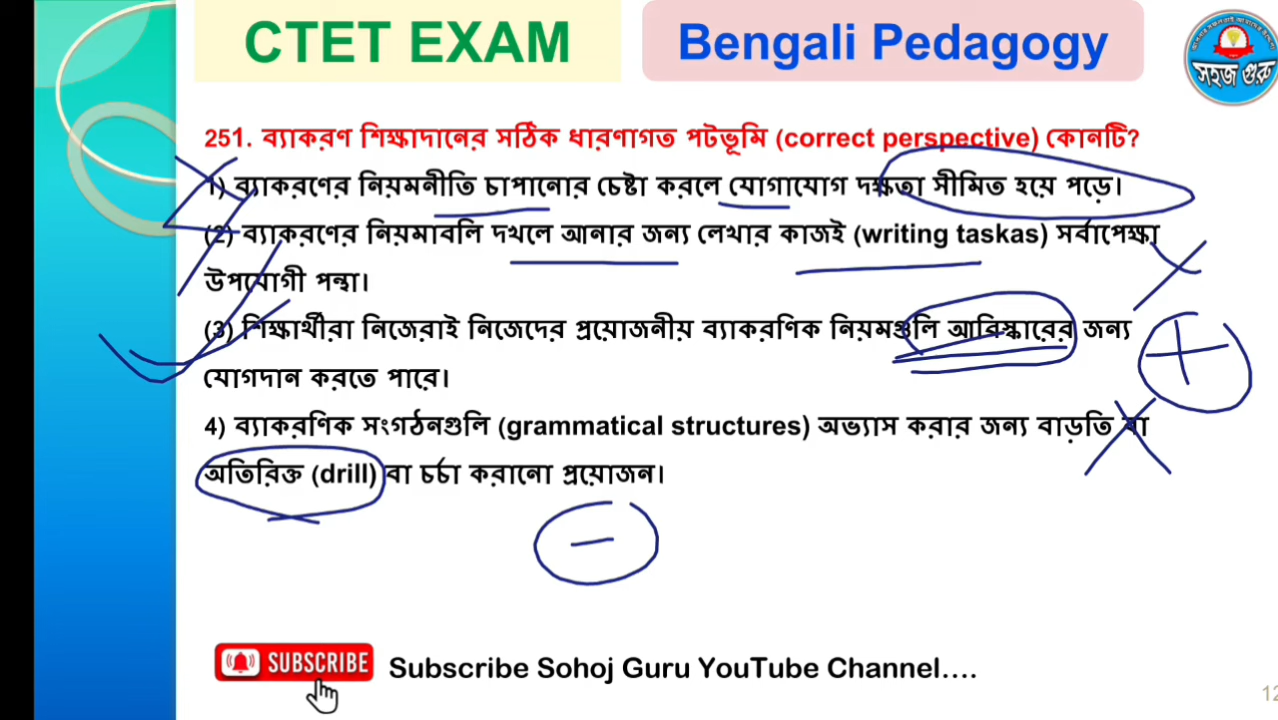 CTET EXAM
Bengali Pedagogy
সহজ গুরু
251. ব্যাকরণ শিক্ষাদানের সঠিক ধারণাগত পটভূমি (correct perspective) কোনটি?
1) ব্যাকরণের নিয়মনীতি চাপানোর চেষ্টা করলে যোগাযোগ দক্ষতা সীমিত হয়ে পড়ে।
(2) ব্যাকরণের নিয়মাবলি দখলে আনার জন্য লেখার কাজই (writing taskas) সর্বাপেক্ষা
উপযোগী পন্থা।
(3) শিক্ষার্থীরা নিজেরাই নিজেদের প্রয়োজনীয় ব্যাকরণিক নিয়মগুলি আবিস্কারের জন্য
যোগদান করতে পারে।
4) ব্যাকরণিক সংগঠনগুলি (grammatical structures) অভ্যাস করার জন্য বাড়তি বা
অতিরিক্ত (drill) বা চর্চা করানো প্রয়োজন।
SUBSCRIBE Subscribe Sohoj Guru YouTube Channel....